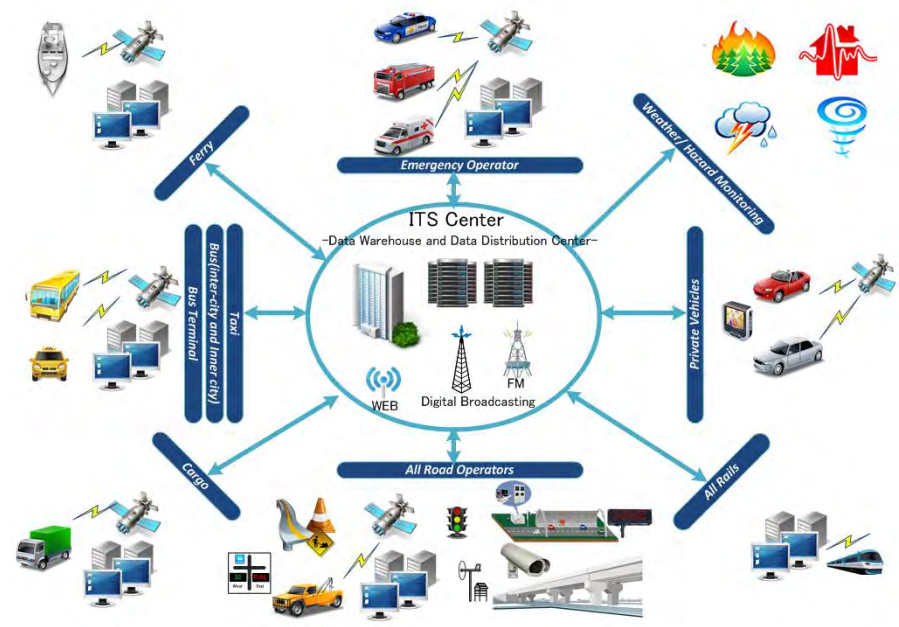 Ferry
Emergency Operator
Weather/ Hazard Monitoring
ITS Center
-Data Warehouse and Data Distribution Center-
Taxi
Bus(inter-city and Inner city)
Bus Terminal
Private Vehicles
WEB
Digital Broadcasting
FM
Cargo
All Road Operators
All Rails